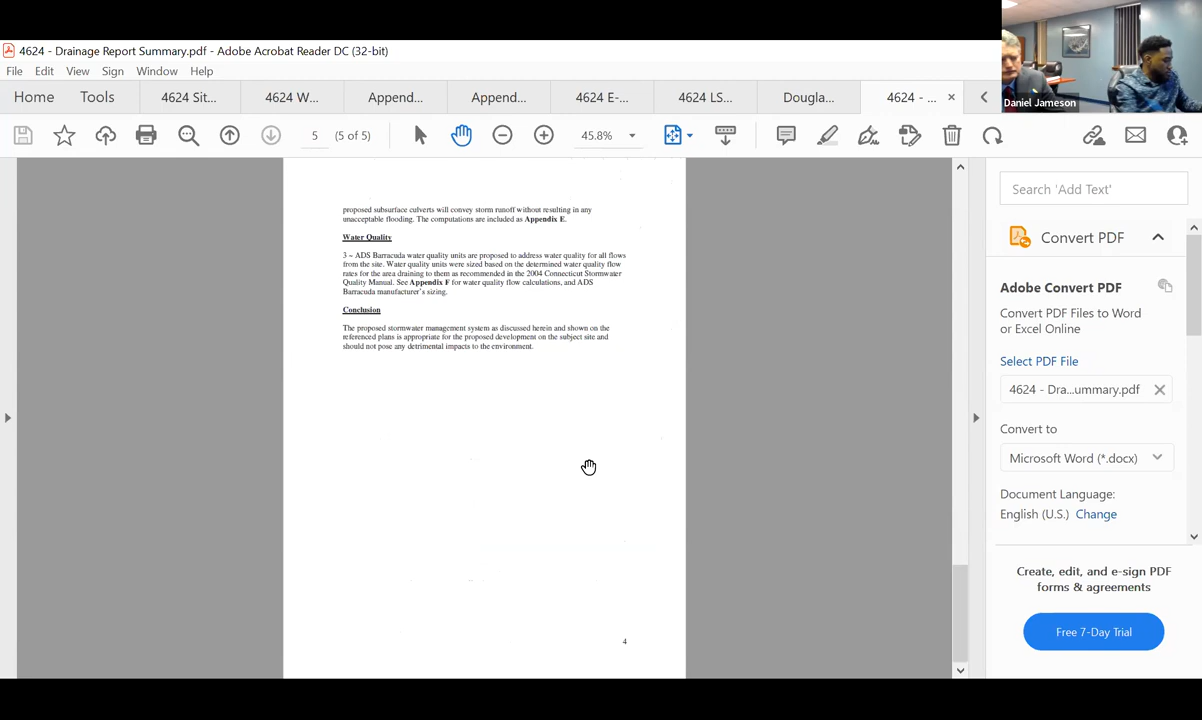 4624 - Drainage Report Summary.pdf - Adobe Acrobat Reader DC (32-bit)
File Edit View Sign Window Help
Home Tools 4624 Sit... 4624 W... Append... Append... 4624 E-... 4624 LS... Dougla... 4624 - ...
Daniel Jameson
5 (5 of 5) 45.8%
proposed subsurface culverts will convey storm runoff without resulting in any
unacceptable flooding. The computations are included as Appendix E.
Water Quality
3 ~ ADS Barracuda water quality units are proposed to address water quality for all flows
from the site. Water quality units were sized based on the determined water quality flow
rates for the area draining to them as recommended in the 2004 Connecticut Stormwater
Quality Manual. See Appendix F for water quality flow calculations, and ADS
Barracuda manufacturer's sizing.
Conclusion
The proposed stormwater management system as discussed herein and shown on the
referenced plans is appropriate for the proposed development on the subject site and
should not pose any detrimental impacts to the environment.
4
Search 'Add Text'
Convert PDF
Adobe Convert PDF
Convert PDF Files to Word
or Excel Online
Select PDF File
4624 - Dra...ummary.pdf
Convert to
Microsoft Word (*.docx)
Document Language:
English (U.S.) Change
Create, edit, and e-sign PDF
forms & agreements
Free 7-Day Trial